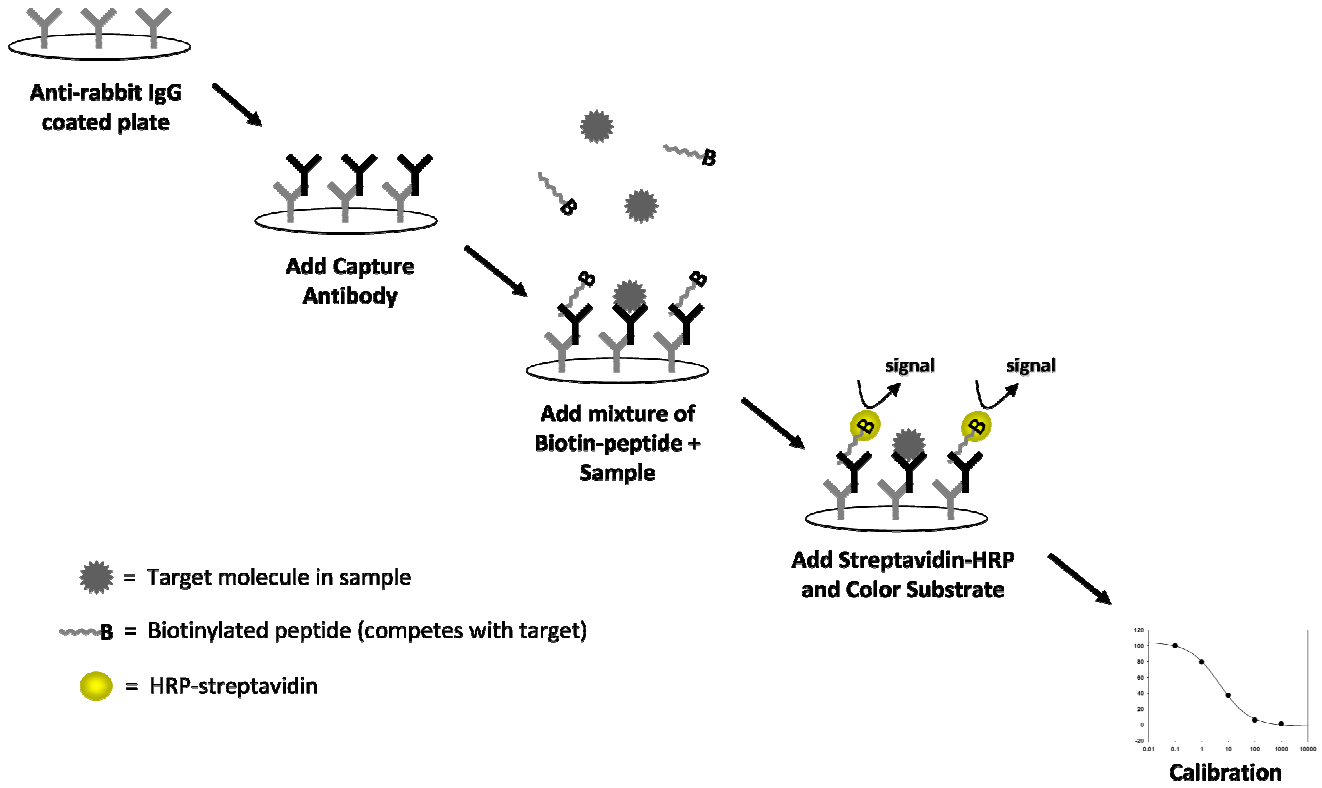 Anti-rabbit IgG
coated plate
B
B
Add Capture
Antibody
B
B
Add mixture of
Biotin-peptide +
Sample
signal
signal
B
B
Add Streptavidin-HRP
and Color Substrate
= Target molecule in sample
B = Biotinylated peptide (competes with target)
= HRP-streptavidin
120
100
80
60
40
20
0
-20
0.01 0.1 1 10 100 1000 10000
Calibration